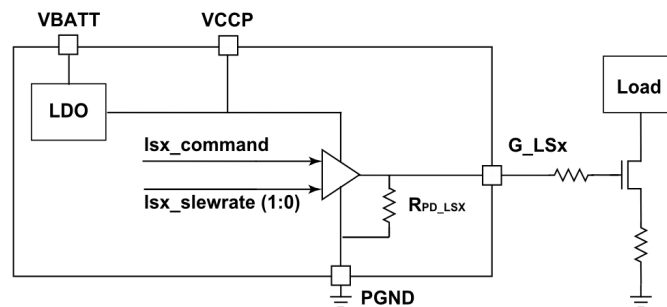 VBATT
VCCP
LDO
Load
lsx_command
G_LSx
lsx_slewrate (1:0)
RPD_LSX
PGND